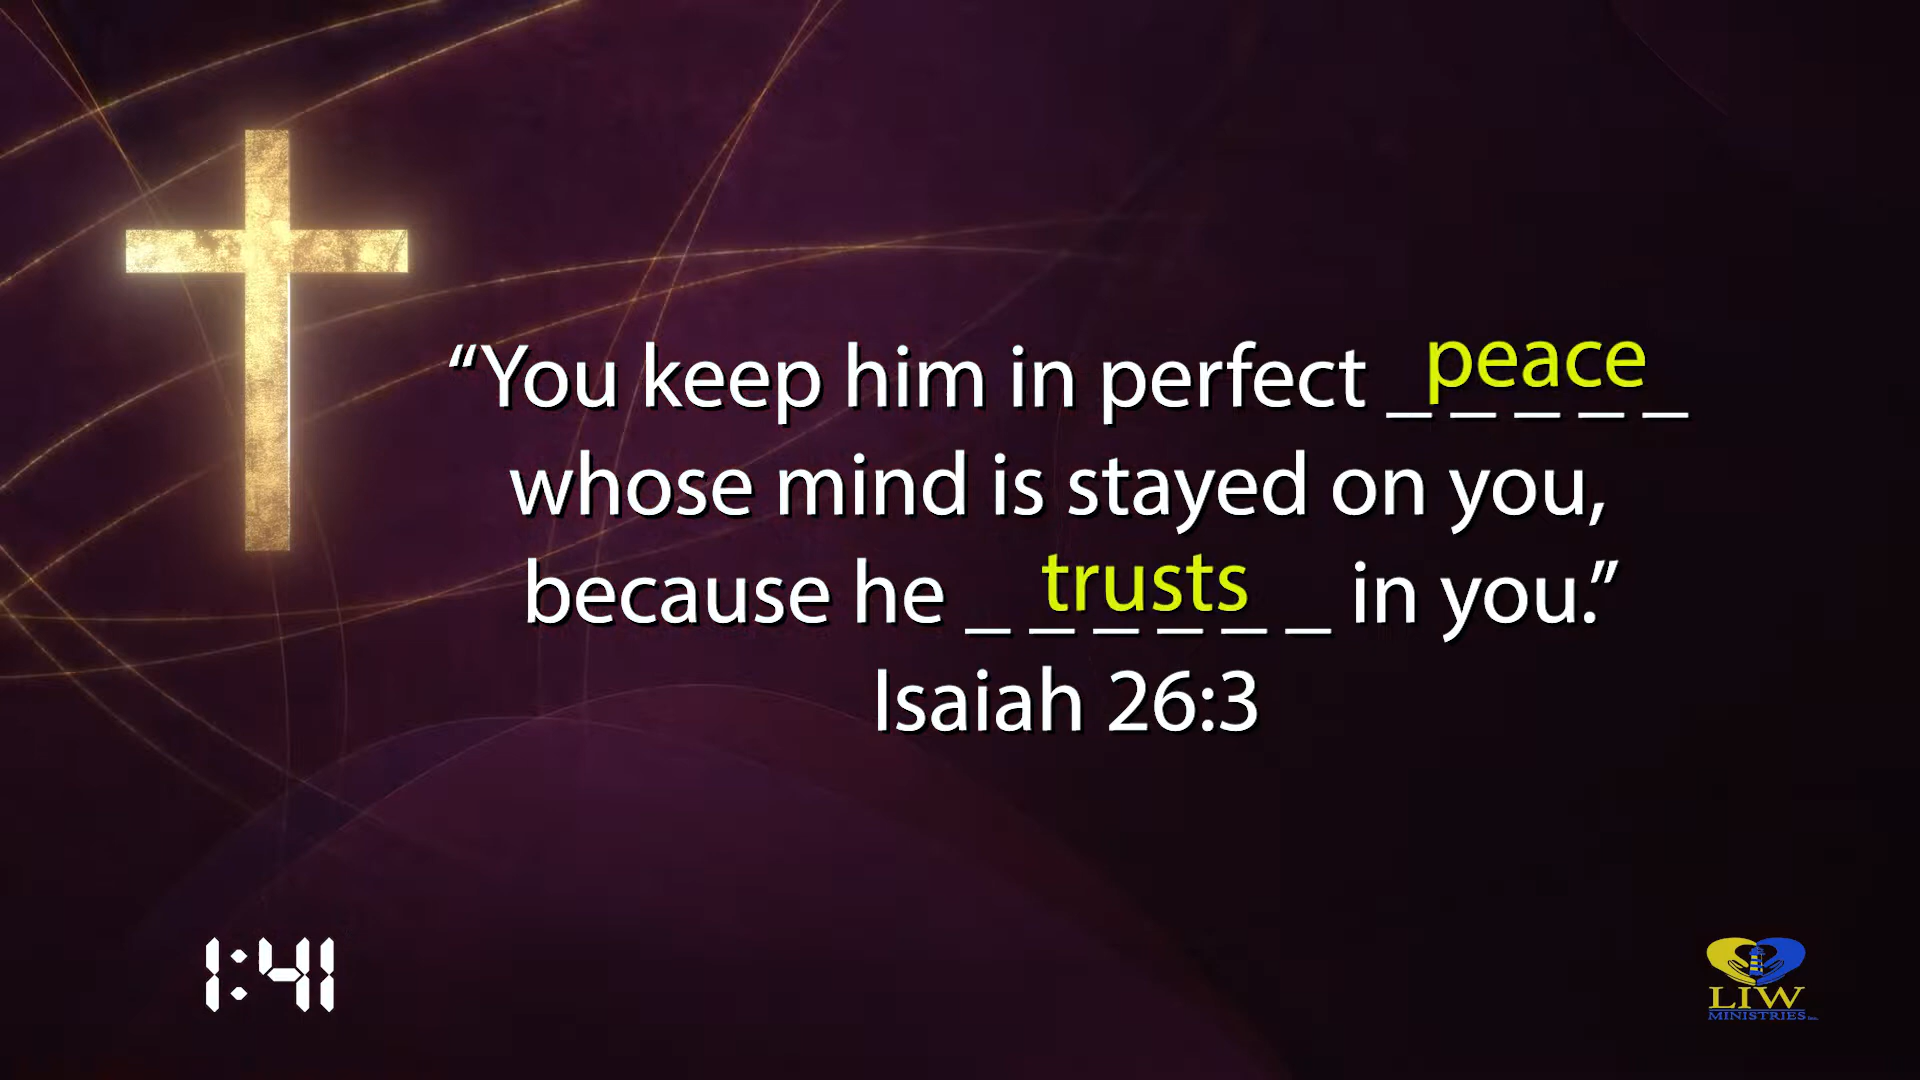 “You keep him in perfect peace
whose mind is stayed on you,
because he trusts in you.”
Isaiah 26:3
1:41
LIW
MINISTRIES